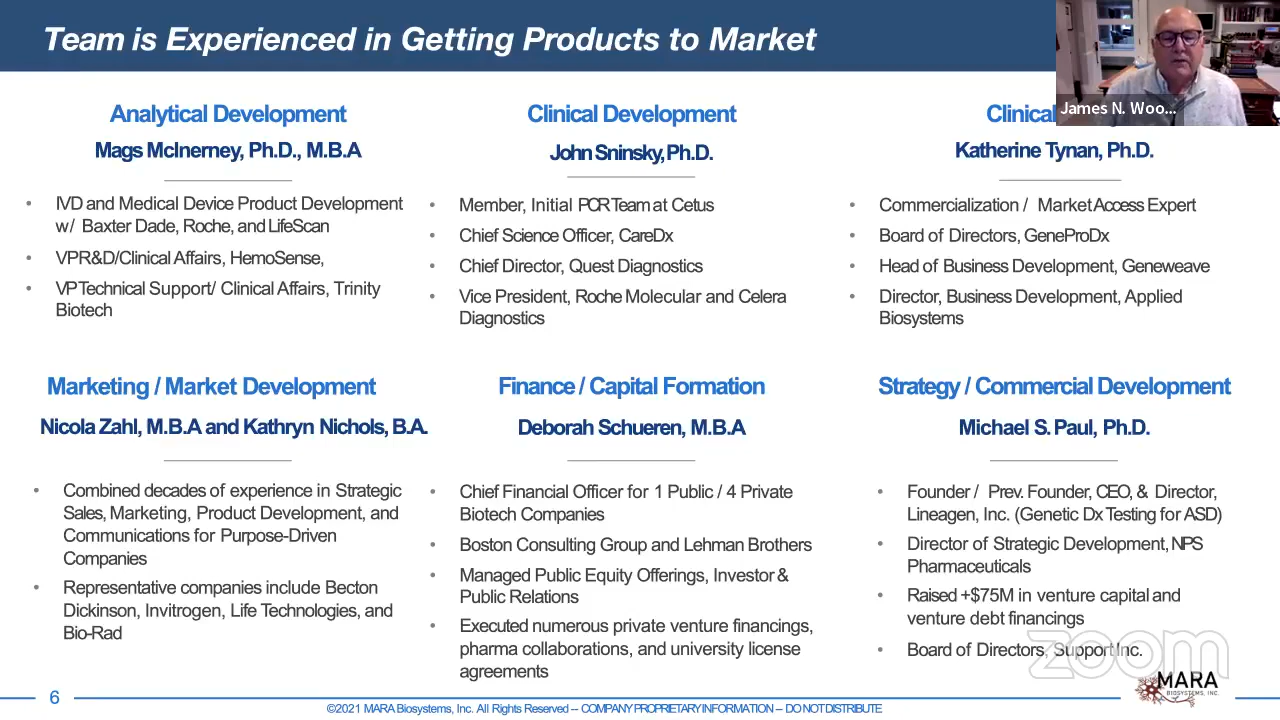 Team is Experienced in Getting Products to Market
James N. Woo...
Analytical Development
Mags McInerney, Ph.D., M.B.A
• IVD and Medical Device Product Development
w/ Baxter Dade, Roche, and LifeScan
• VP R&D/Clinical Affairs, HemoSense,
• VP Technical Support/ Clinical Affairs, Trinity
Biotech
Clinical Development
John Sninsky, Ph.D.
• Member, Initial PCR Team at Cetus
• Chief Science Officer, CareDx
• Chief Director, Quest Diagnostics
• Vice President, Roche Molecular and Celera
Diagnostics
Clinical
Katherine Tynan, Ph.D.
• Commercialization / Market Access Expert
• Board of Directors, GeneProDx
• Head of Business Development, Geneweave
• Director, Business Development, Applied
Biosystems
Marketing / Market Development
Nicola Zahl, M.B.A and Kathryn Nichols, B.A.
• Combined decades of experience in Strategic
Sales, Marketing, Product Development, and
Communications for Purpose-Driven
Companies
• Representative companies include Becton
Dickinson, Invitrogen, Life Technologies, and
Bio-Rad
Finance / Capital Formation
Deborah Schueren, M.B.A
• Chief Financial Officer for 1 Public / 4 Private
Biotech Companies
• Boston Consulting Group and Lehman Brothers
• Managed Public Equity Offerings, Investor &
Public Relations
• Executed numerous private venture financings,
pharma collaborations, and university license
agreements
Strategy / Commercial Development
Michael S. Paul, Ph.D.
• Founder / Prev. Founder, CEO, & Director,
Lineagen, Inc. (Genetic Dx Testing for ASD)
• Director of Strategic Development, NPS
Pharmaceuticals
• Raised +$75M in venture capital and
venture debt financings
• Board of Directors, Support Inc.
zoom
MARA
BIOSYSTEMS, INC.
6
©2021 MARA Biosystems, Inc. All Rights Reserved -- COMPANY PROPRIETARY INFORMATION -- DO NOT DISTRIBUTE